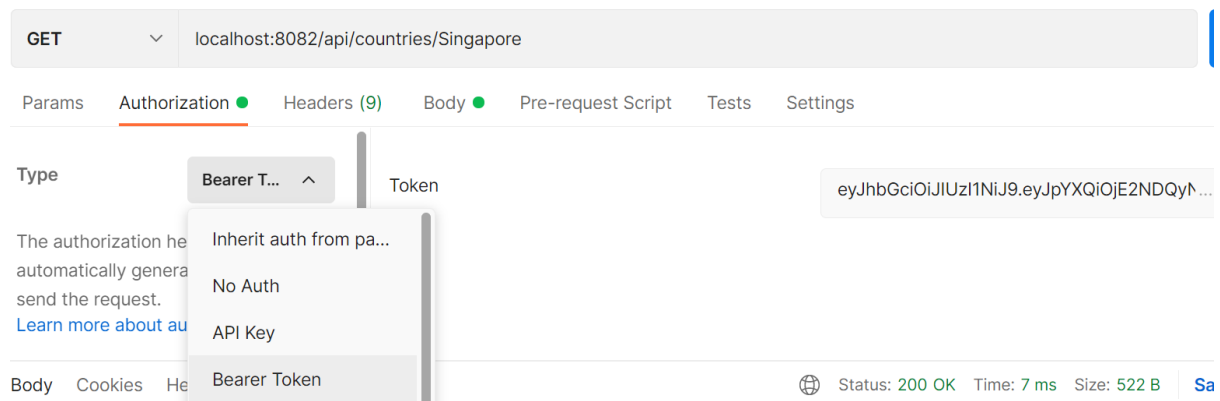 GET localhost:8082/api/countries/Singapore
Params Authorization Headers (9) Body Pre-request Script Tests Settings
Type Bearer T... Token eyJhbGciOiJIUzI1NiJ9.eyJpYXQiOjE2NDQyN...
The authorization he
automatically genera
send the request.
Learn more about au
Inherit auth from pa...
No Auth
API Key
Bearer Token
Body Cookies He Status: 200 OK Time: 7 ms Size: 522 B Sa